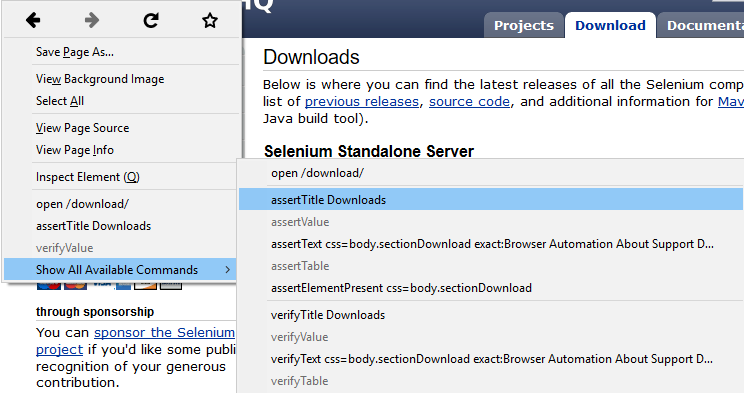 HQ
Projects
Download
Documenta
Save Page As...
View Background Image
Select All
View Page Source
View Page Info
Inspect Element (Q)
open /download/
assertTitle Downloads
verifyValue
Show All Available Commands
Downloads
Below is where you can find the latest releases of all the Selenium comp
list of previous releases, source code, and additional information for Mav
Java build tool).
Selenium Standalone Server
open /download/
assertTitle Downloads
assertValue
assertText css=body.sectionDownload exact:Browser Automation About Support D...
assertTable
assertElementPresent css=body.sectionDownload
verifyTitle Downloads
verifyValue
verifyText css=body.sectionDownload exact:Browser Automation About Support D...
verifyTable
through sponsorship
You can sponsor the Selenium
project if you'd like some publi
recognition of your generous
contribution.